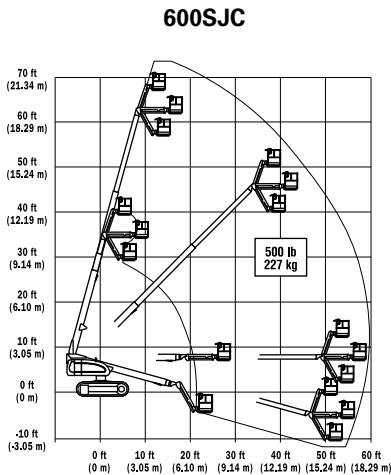 600SJC
70 ft
(21.34 m)
60 ft
(18.29 m)
50 ft
(15.24 m)
40 ft
(12.19 m)
30 ft
(9.14 m)
20 ft
(6.10 m)
10 ft
(3.05 m)
0 ft
(0 m)
-10 ft
(-3.05 m)
500 lb
227 kg
0 ft 10 ft 20 ft 30 ft 40 ft 50 ft 60 ft
(0 m) (3.05 m) (6.10 m) (9.14 m) (12.19 m) (15.24 m) (18.29 m)